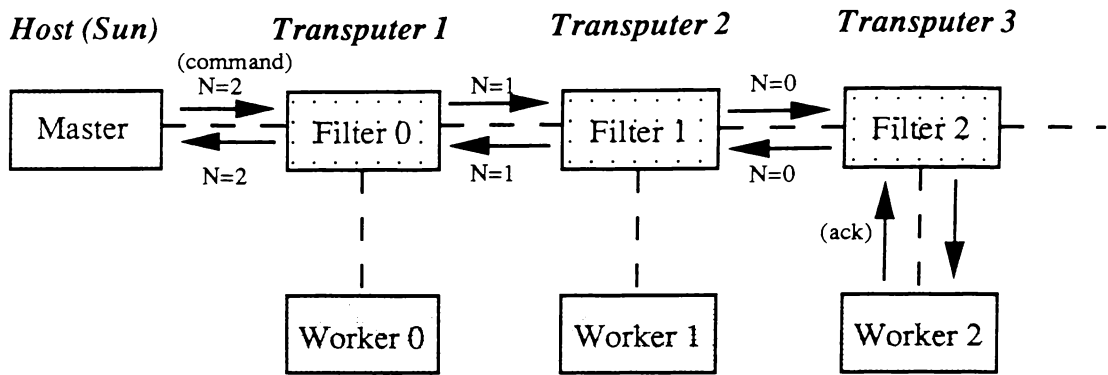 Host (Sun) Transputer 1 Transputer 2 Transputer 3
(command)
N=2 N=1 N=0
Master Filter 0 Filter 1 Filter 2
N=2 N=1 N=0
(ack)
Worker 0 Worker 1 Worker 2